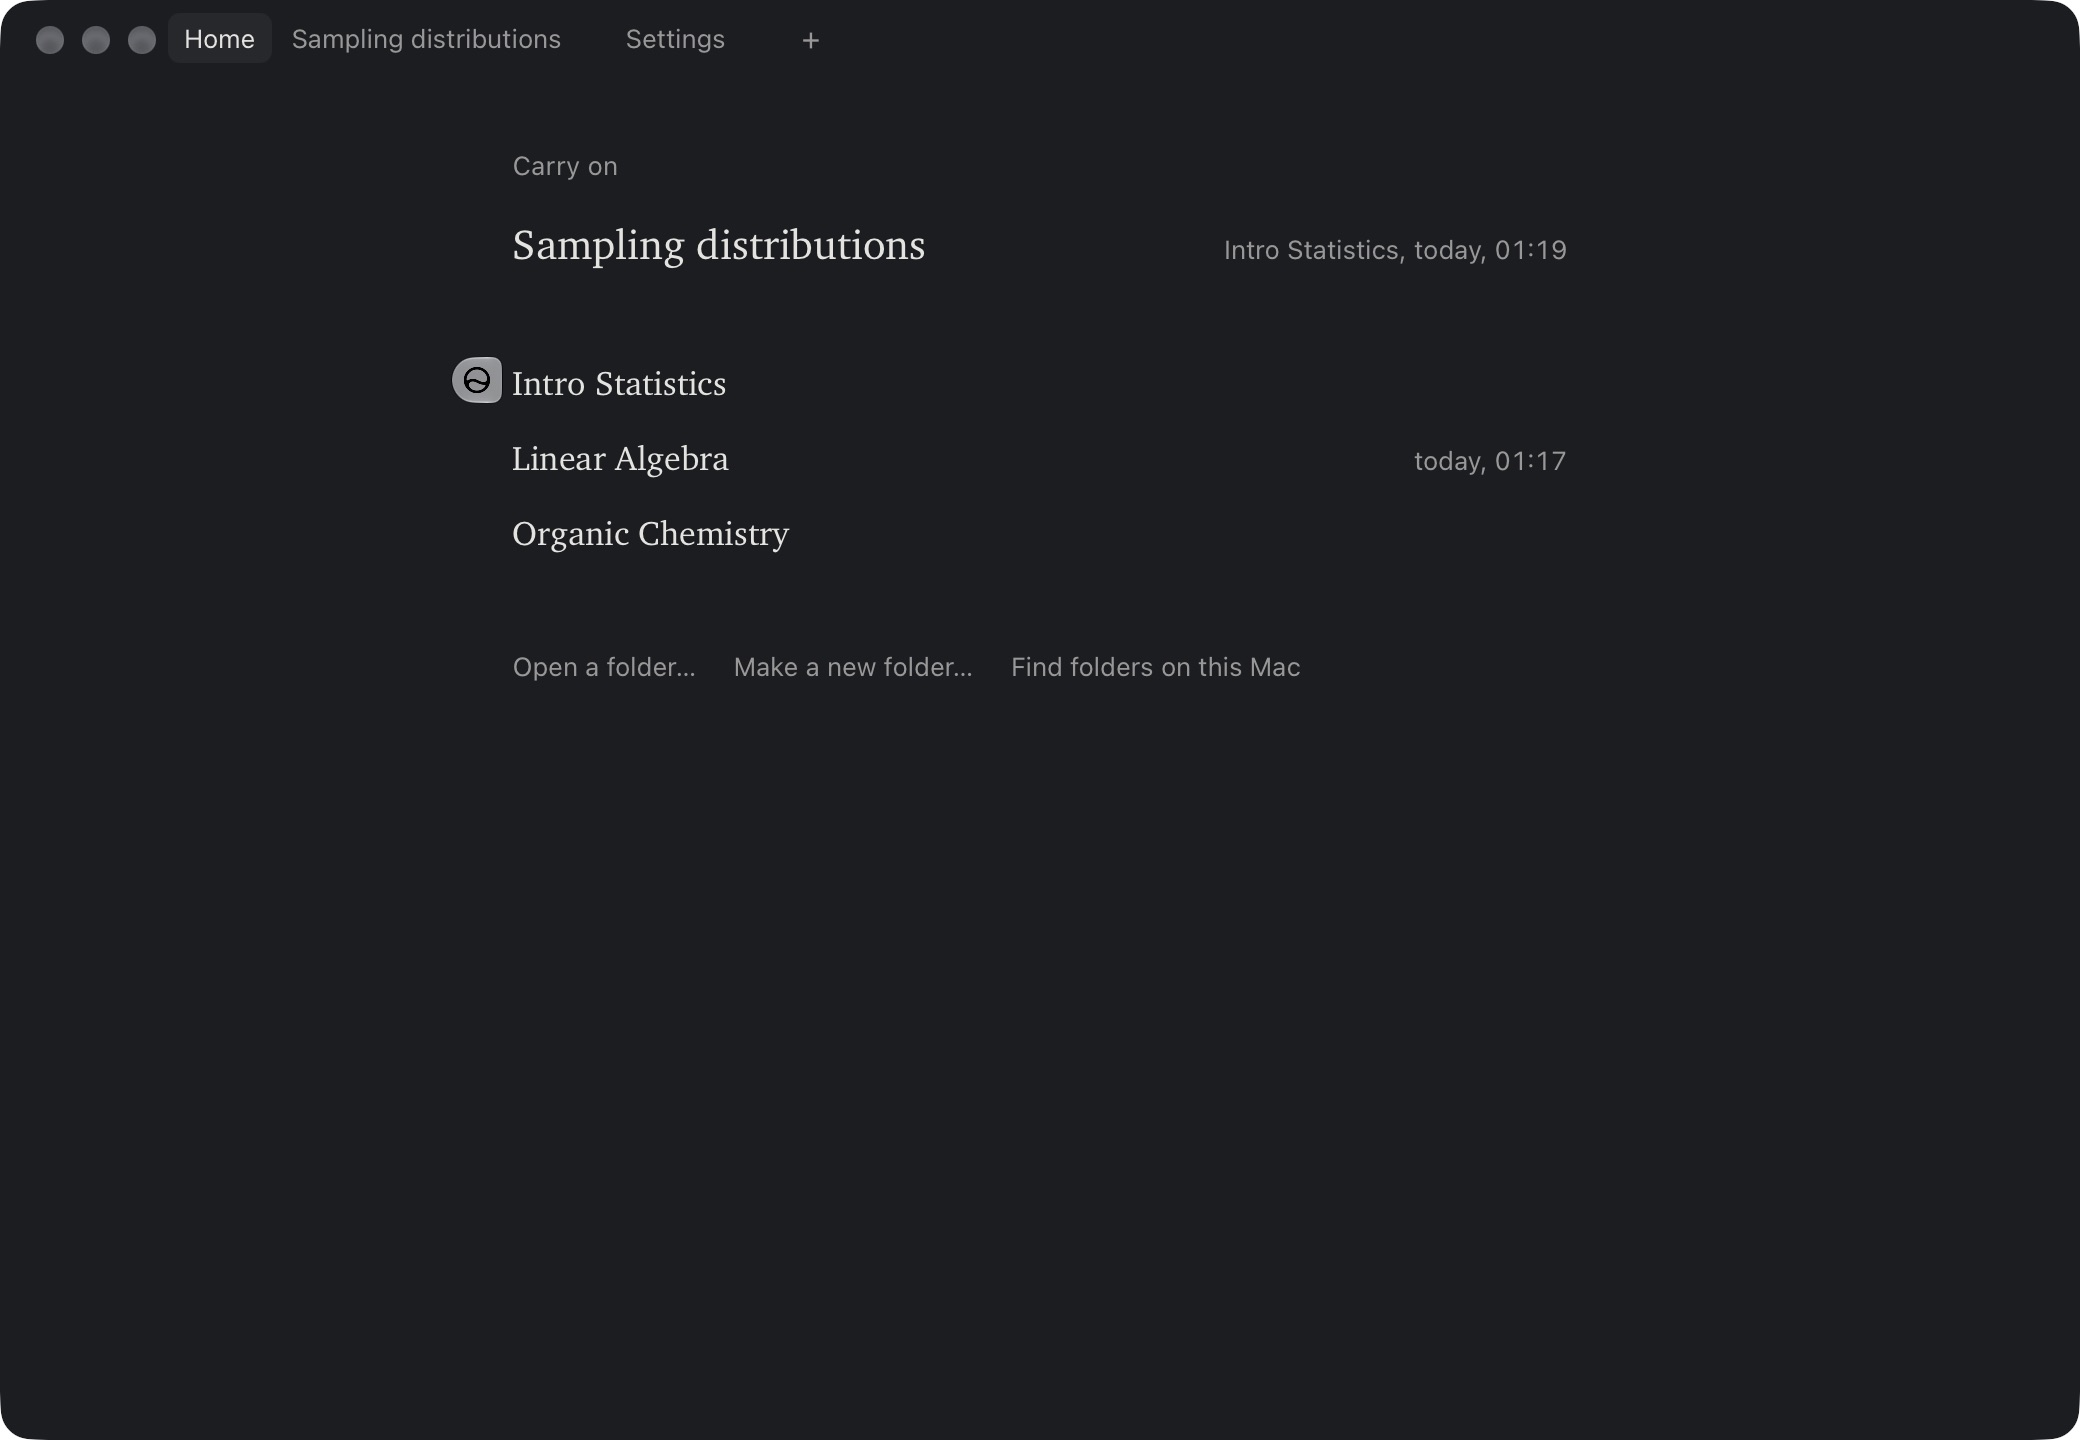 Home Sampling distributions Settings +
Carry on
Sampling distributions Intro Statistics, today, 01:19
Intro Statistics
Linear Algebra today, 01:17
Organic Chemistry
Open a folder... Make a new folder... Find folders on this Mac